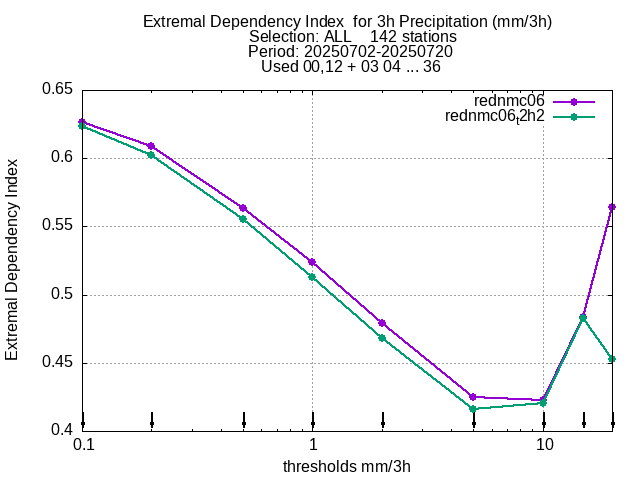 Extremal Dependency Index  for 3h Precipitation (mm/3h)
Selection: ALL    142 stations
Period: 20250702-20250720
Used 00,12 + 03 04 ... 36
rednmc06
rednmc06t2h2
0.65
0.6
0.55
0.5
0.45
0.4
Extremal Dependency Index
0.1
1
10
thresholds mm/3h